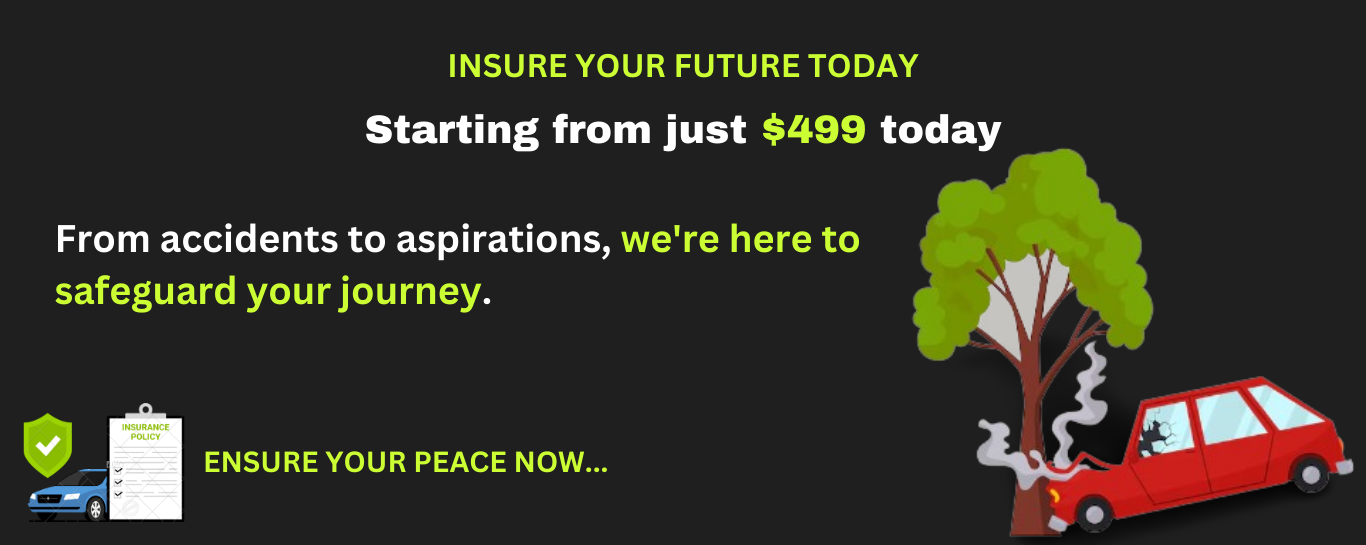 INSURE YOUR FUTURE TODAY
Starting from just $499 today
From accidents to aspirations, we're here to
safeguard your journey.
INSURANCE
POLICY
ENSURE YOUR PEACE NOW...